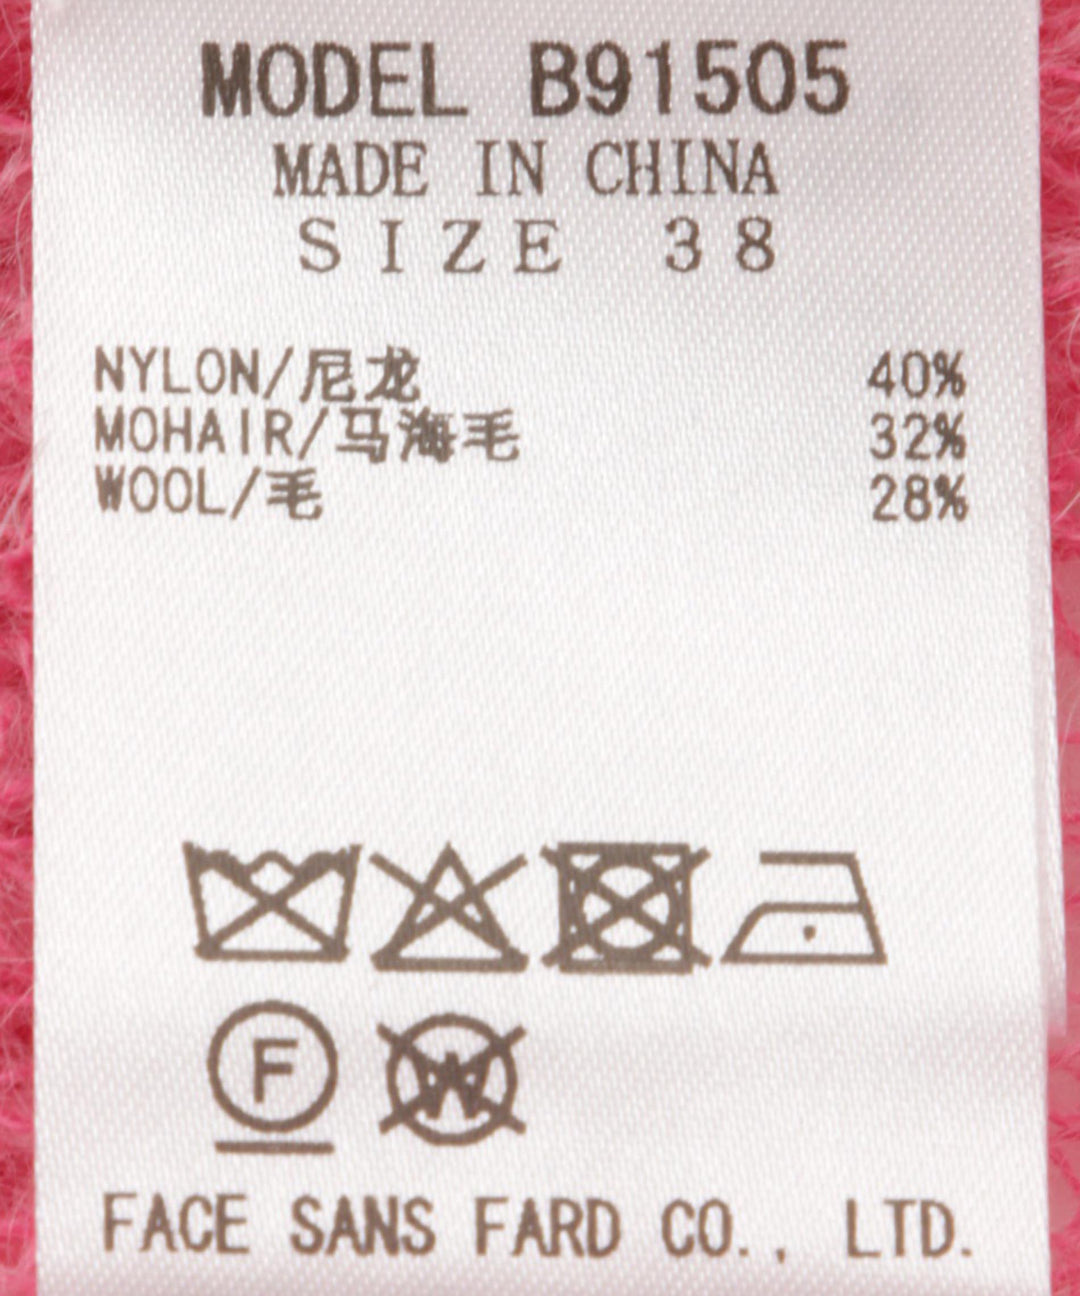 MODEL B91505
MADE IN CHINA
SIZE 38
NYLON/尼龙 40%
MOHAIR/马海毛 32%
WOOL/毛 28%
F W
FACE SANS FARD CO., LTD.